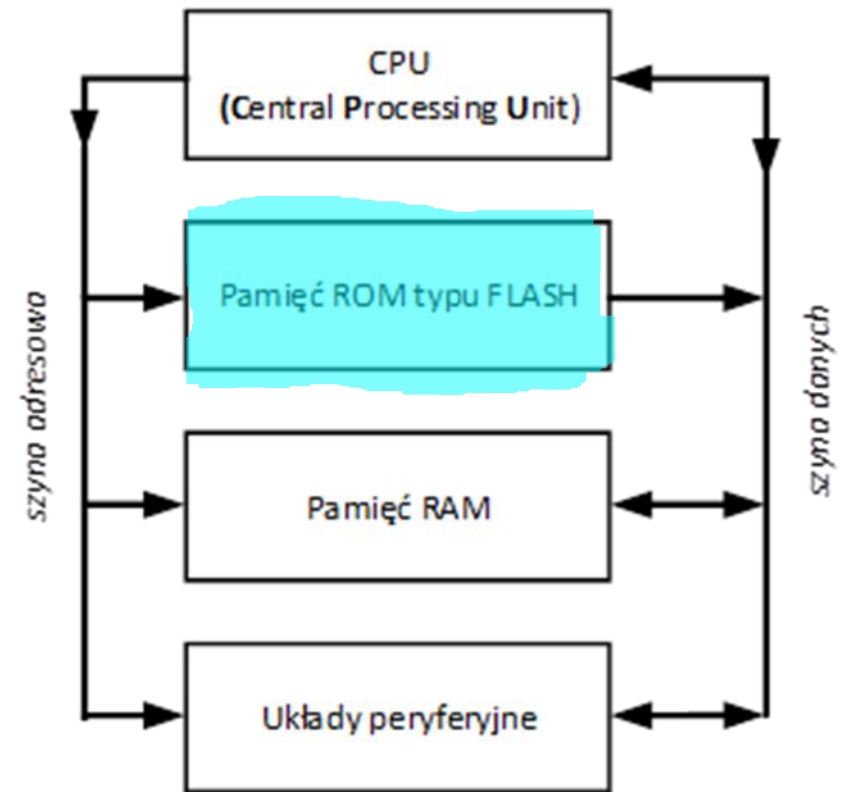 CPU
(Central Processing Unit)
Pamięć ROM typu FLASH
Pamięć RAM
Układy peryferyjne
szyna adresowa
szyna danych